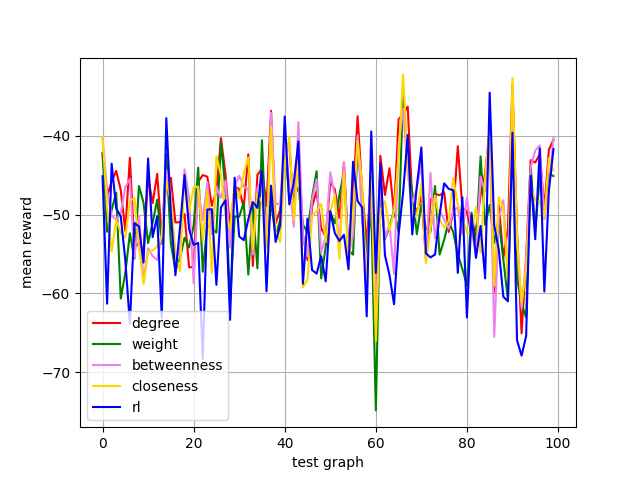 −40
−50
−60
−70
mean reward
degree
weight
betweenness
closeness
rl
0
20
40
60
80
100
test graph